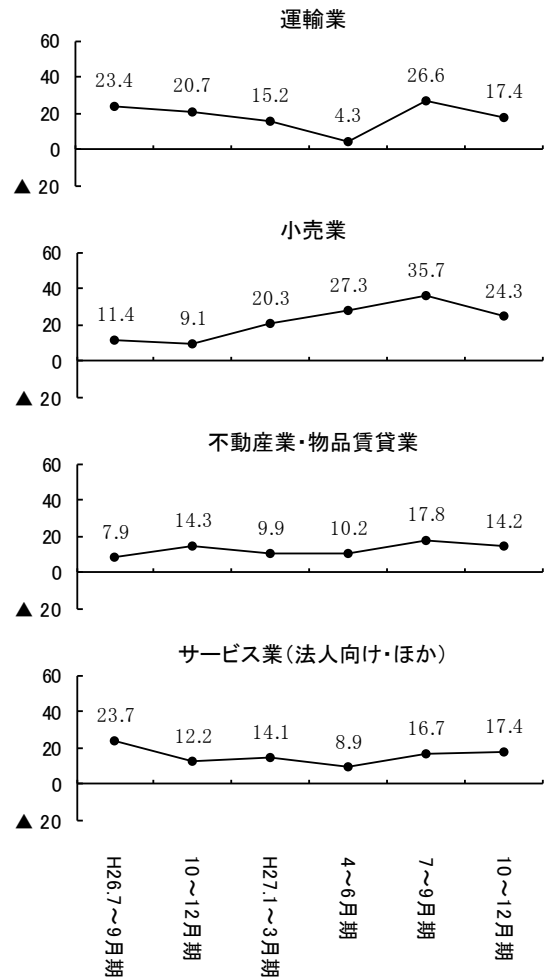 運輸業
60
40
20
0
▲ 20
23.4 20.7 15.2 4.3 26.6 17.4
小売業
60
40
20
0
▲ 20
11.4 9.1 20.3 27.3 35.7 24.3
不動産業・物品賃貸業
60
40
20
0
▲ 20
7.9 14.3 9.9 10.2 17.8 14.2
サービス業(法人向け・ほか)
60
40
20
0
▲ 20
23.7 12.2 14.1 8.9 16.7 17.4
H26.7～9月期
10～12月期
H27.1～3月期
4～6月期
7～9月期
10～12月期